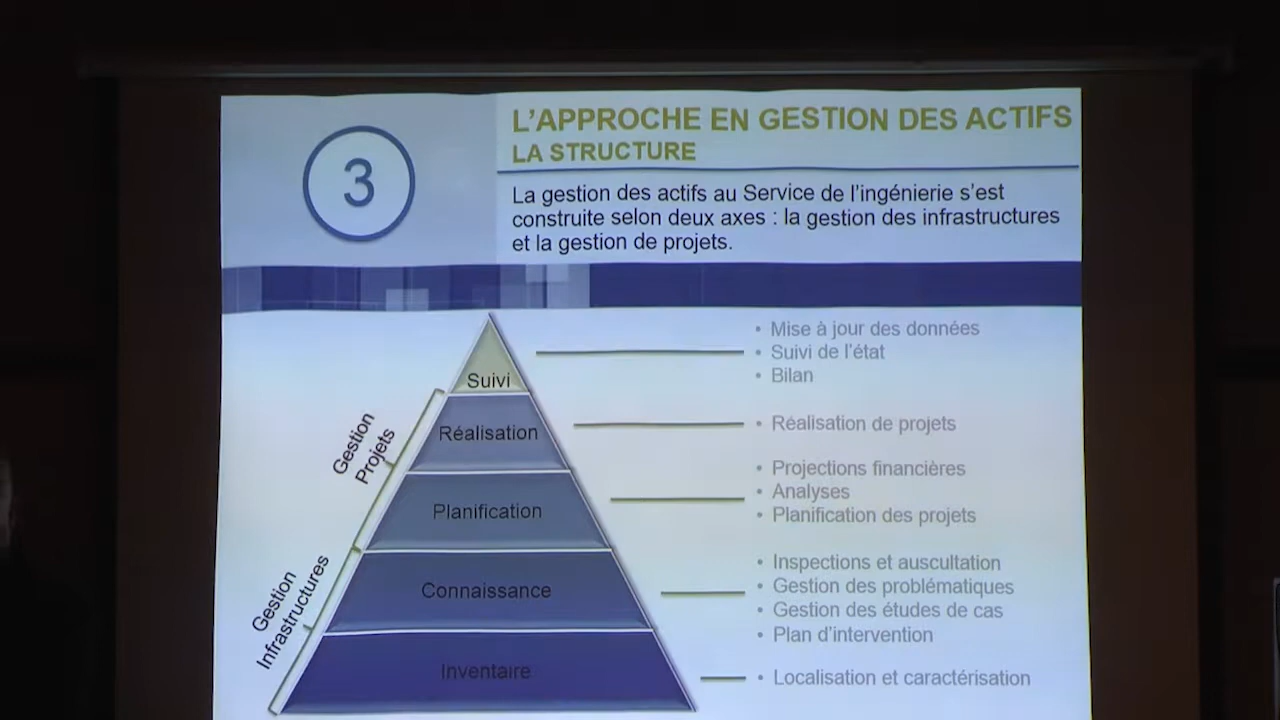 3
L'APPROCHE EN GESTION DES ACTIFS
LA STRUCTURE
La gestion des actifs au Service de l'ingénierie s'est
construite selon deux axes : la gestion des infrastructures
et la gestion de projets.
Suivi
• Mise à jour des données
• Suivi de l'état
• Bilan
Gestion
Projets
Réalisation
• Réalisation de projets
Planification
• Projections financières
• Analyses
• Planification des projets
Gestion
Infrastructures
Connaissance
• Inspections et auscultation
• Gestion des problématiques
• Gestion des études de cas
• Plan d'intervention
Inventaire
• Localisation et caractérisation